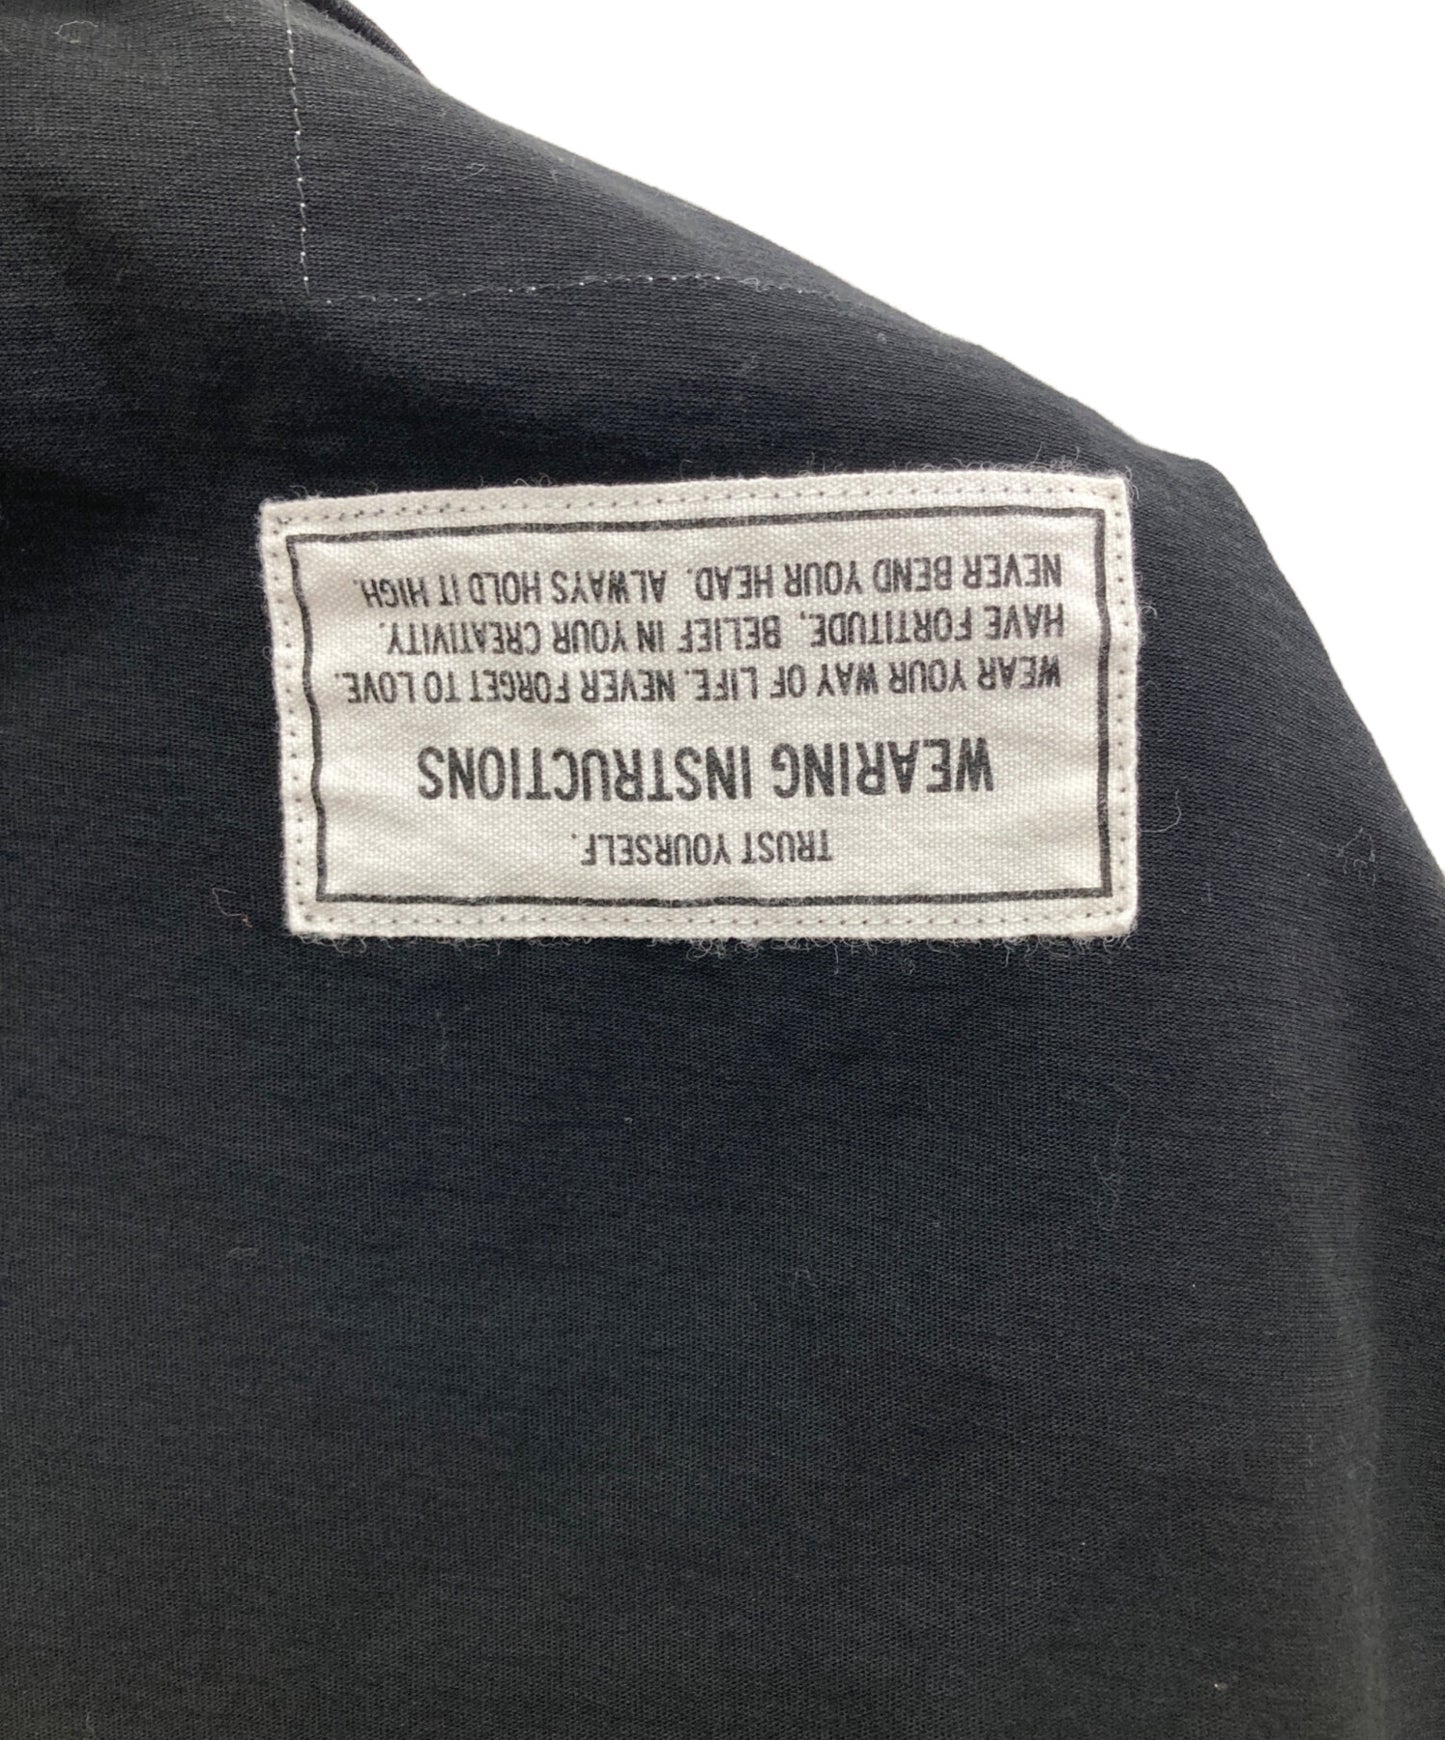 TRUST YOURSELF.
WEARING INSTRUCTIONS
WEAR YOUR WAY OF LIFE. NEVER FORGET TO LOVE.
HAVE FORTITUDE, BELIEF IN YOUR CREATIVITY.
NEVER BEND YOUR HEAD. ALWAYS HOLD IT HIGH.